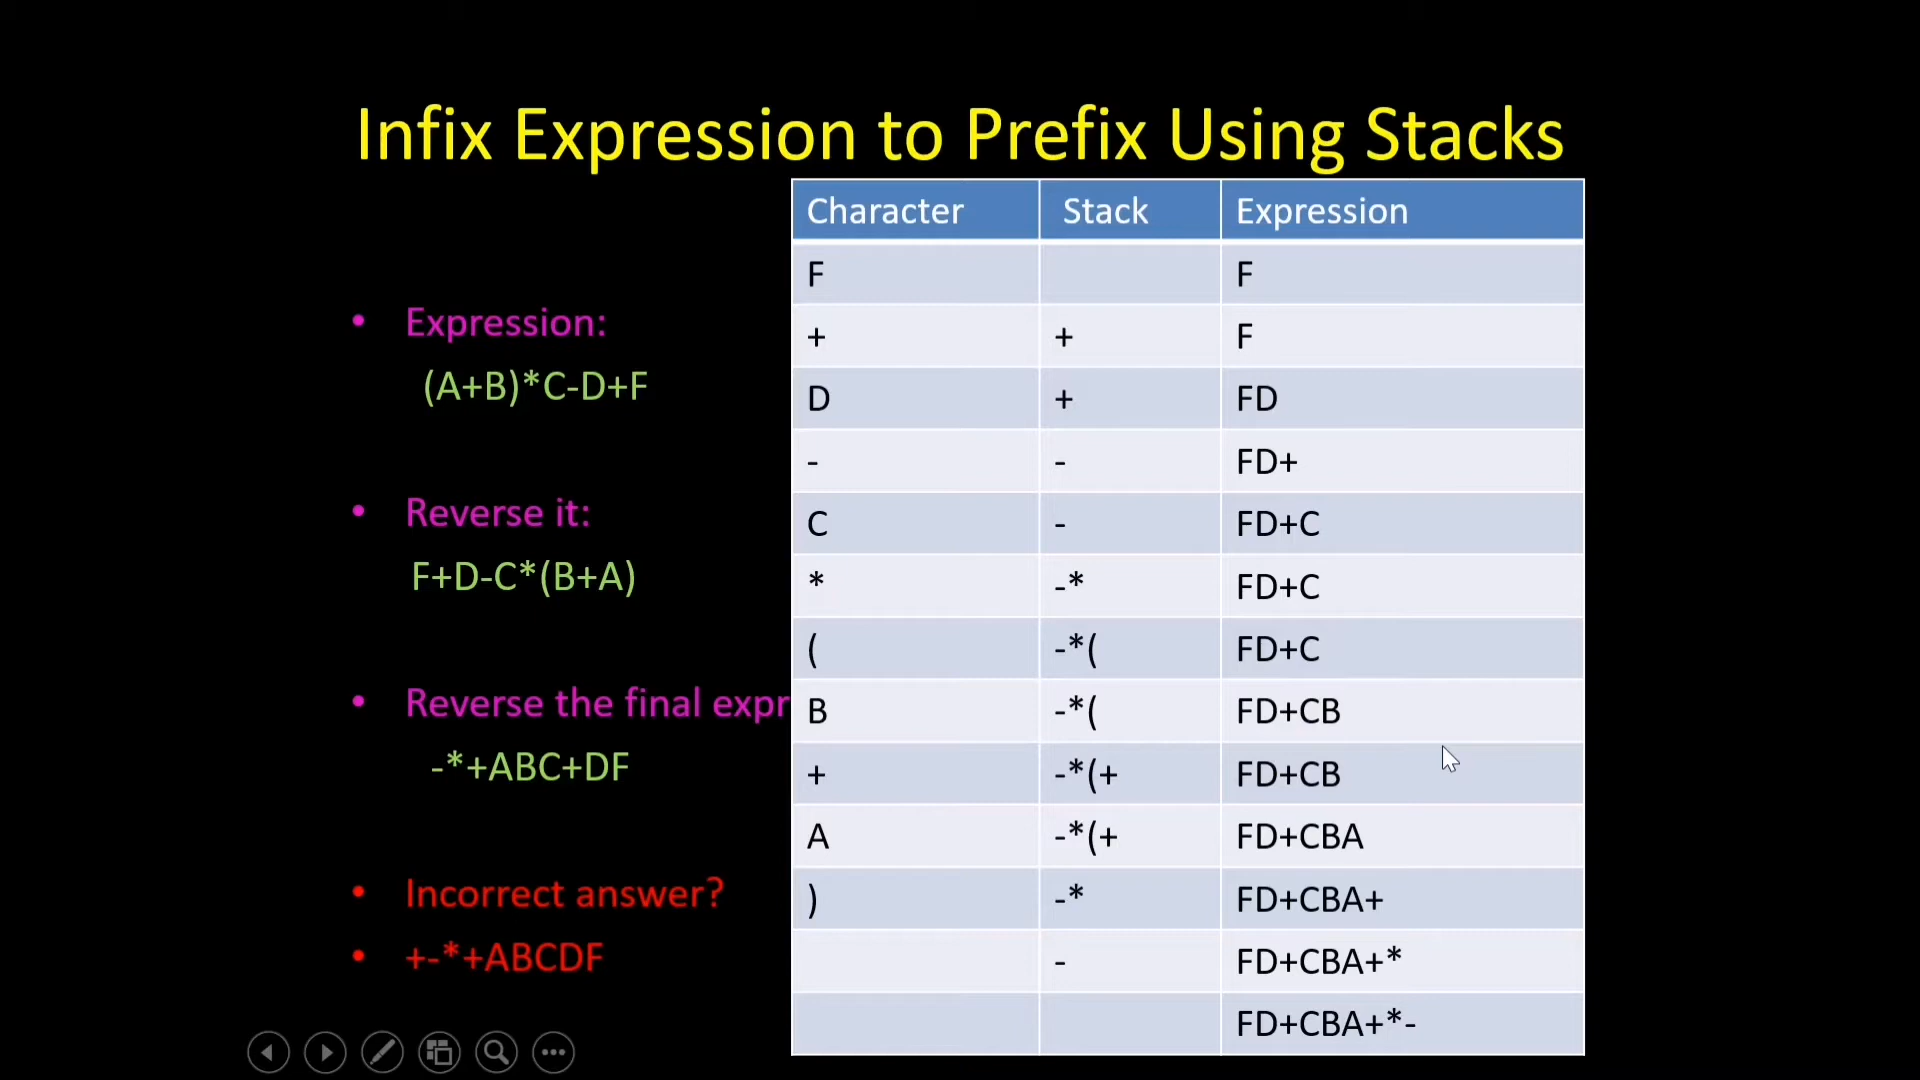 Infix Expression to Prefix Using Stacks
• Expression:
(A+B)*C-D+F
• Reverse it:
F+D-C*(B+A)
• Reverse the final expr
-*+ABC+DF
• Incorrect answer?
• +-*+ABCDF
Character Stack Expression
F F
+ + F
D + FD
- - FD+
C - FD+C
* -* FD+C
( -*( FD+C
B -*( FD+CB
+ -*(+ FD+CB
A -*(+ FD+CBA
) -* FD+CBA+
- FD+CBA+*
FD+CBA+*-